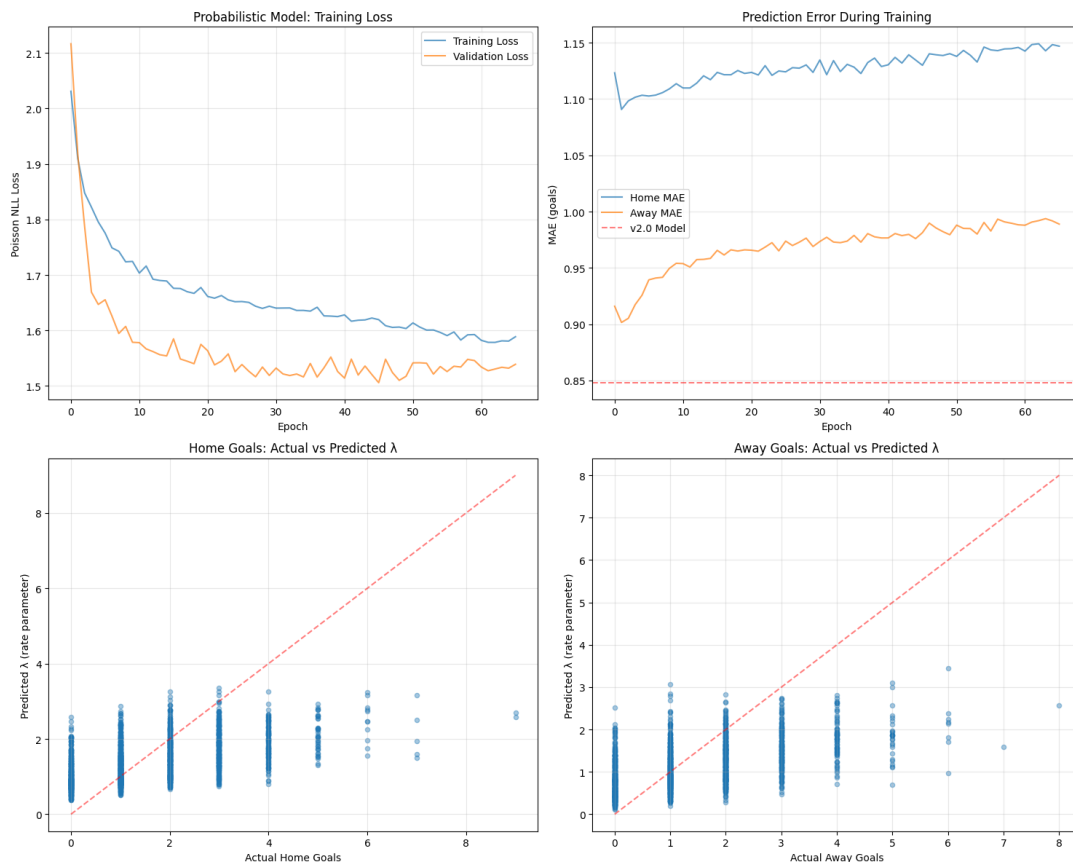 Probabilistic Model: Training Loss
Poisson NLL Loss
2.1
2.0
1.9
1.8
1.7
1.6
1.5
Training Loss
Validation Loss
0 10 20 30 40 50 60
Epoch
Prediction Error During Training
MAE (goals)
1.15
1.10
1.05
1.00
0.95
0.90
0.85
Home MAE
Away MAE
v2.0 Model
0 10 20 30 40 50 60
Epoch
Home Goals: Actual vs Predicted λ
Predicted λ (rate parameter)
8
6
4
2
0
0 2 4 6 8
Actual Home Goals
Away Goals: Actual vs Predicted λ
Predicted λ (rate parameter)
8
7
6
5
4
3
2
1
0
0 1 2 3 4 5 6 7 8
Actual Away Goals